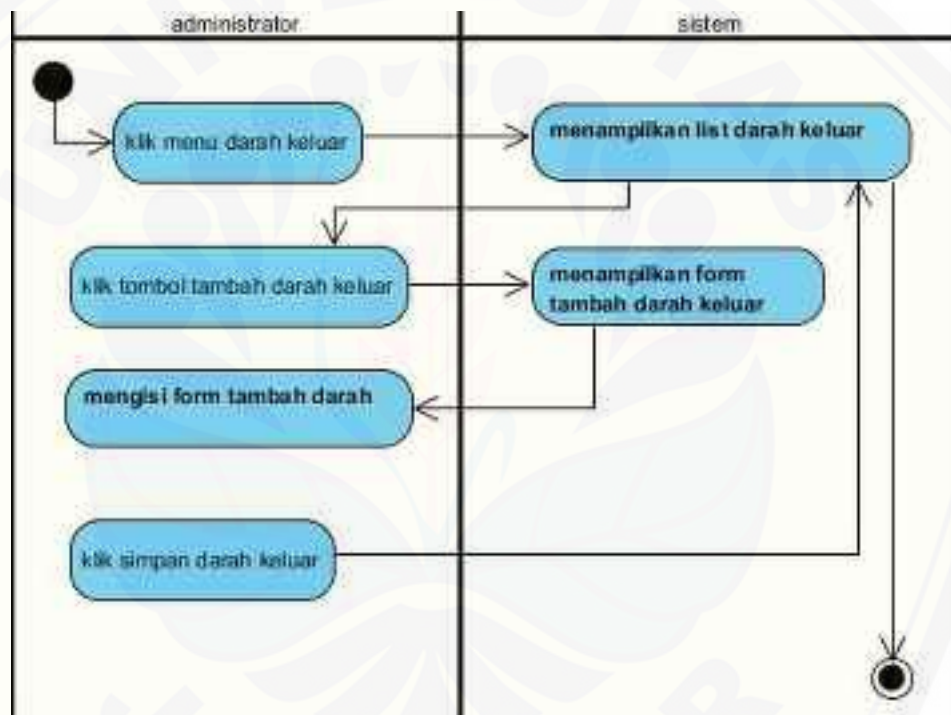 administrator
sistem
klik menu darah keluar
menampilkan list darah keluar
klik tombol tambah darah keluar
menampilkan form
tambah darah keluar
mengisi form tambah darah
klik simpan darah keluar